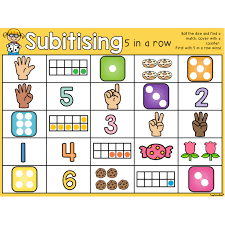 Subitising 5 in a row
Roll the dice and find a
match. Cover with a
counter.
First with 5 in a row wins!
5
3
1
4
6